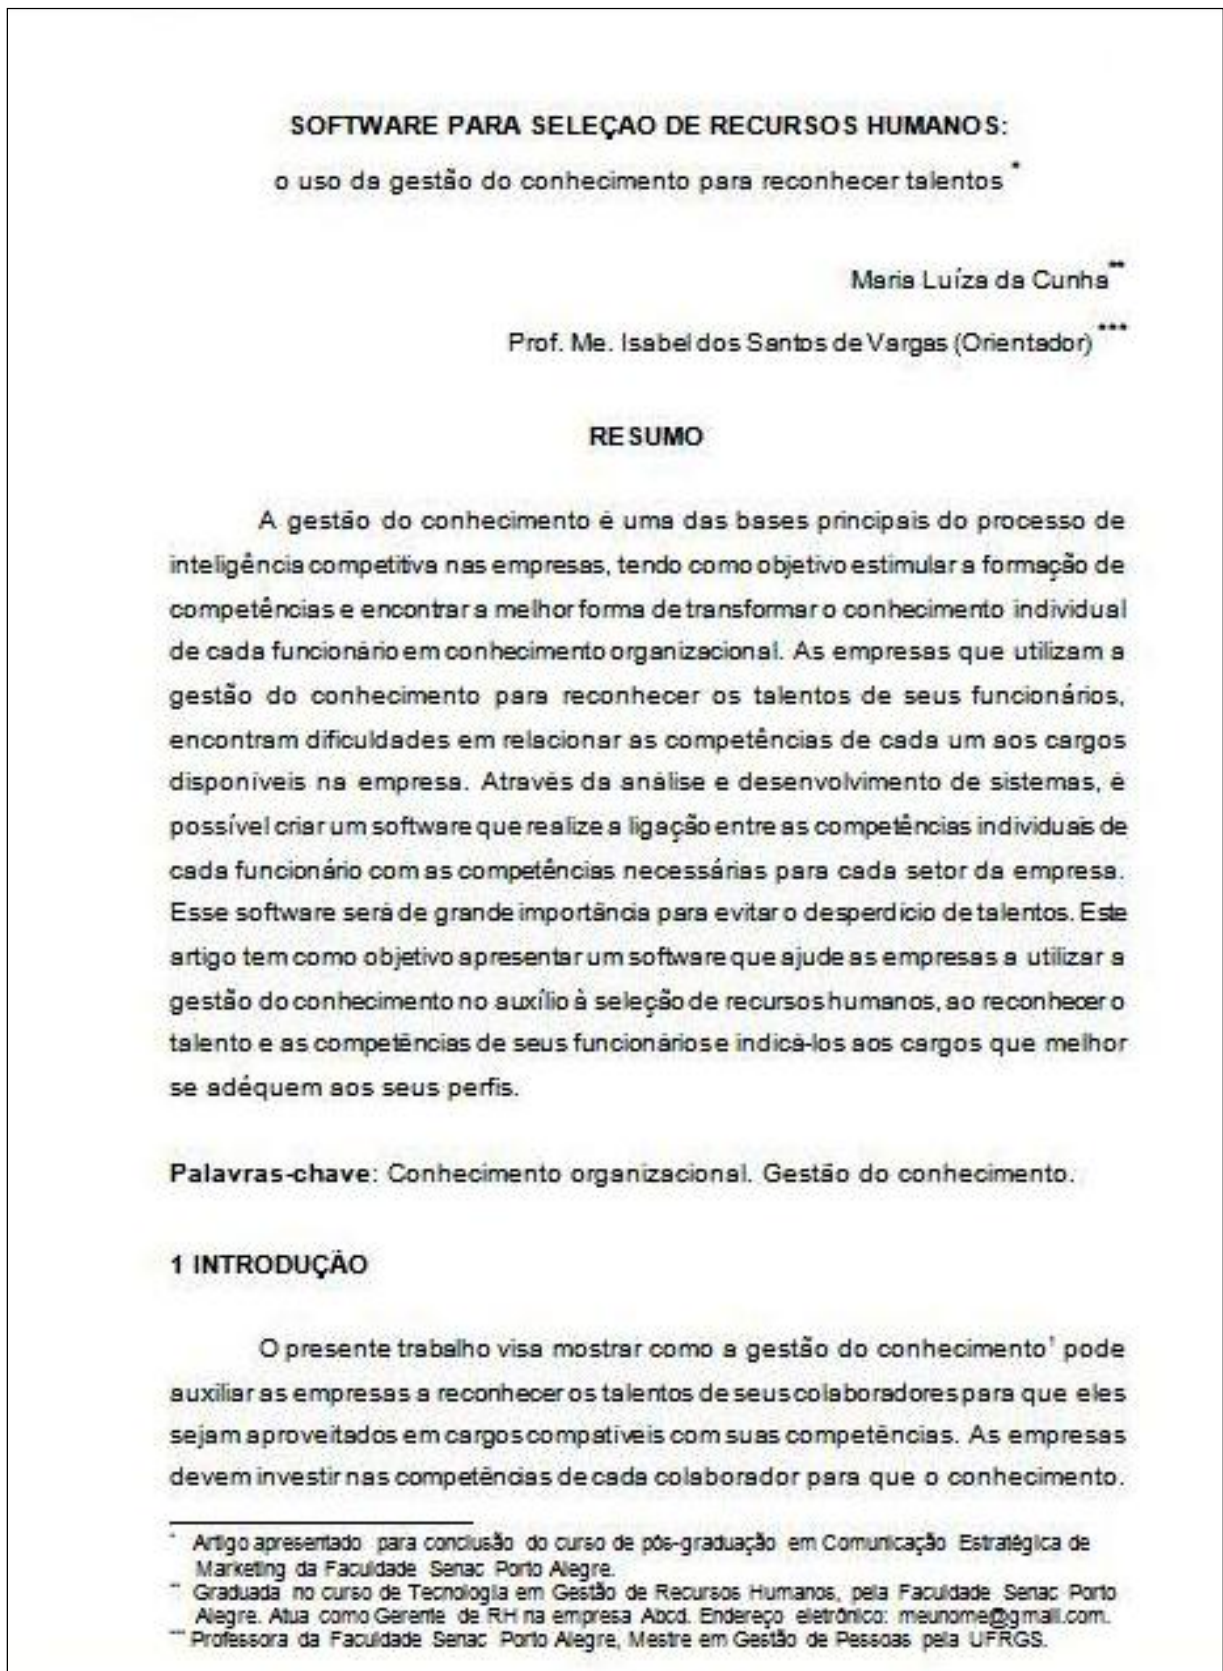 SOFTWARE PARA SELEÇAO DE RECURSOS HUMANOS:
o uso da gestão do conhecimento para reconhecer talentos *
Maria Luíza da Cunha**
Prof. Me. Isabel dos Santos de Vargas (Orientador) ***
RESUMO
A gestão do conhecimento é uma das bases principais do processo de
inteligência competitiva nas empresas, tendo como objetivo estimular a formação de
competências e encontrar a melhor forma de transformar o conhecimento individual
de cada funcionário em conhecimento organizacional. As empresas que utilizam a
gestão do conhecimento para reconhecer os talentos de seus funcionários,
encontram dificuldades em relacionar as competências de cada um aos cargos
disponíveis na empresa. Através da análise e desenvolvimento de sistemas, é
possível criar um software que realize a ligação entre as competências individuais de
cada funcionário com as competências necessárias para cada setor da empresa.
Esse software será de grande importância para evitar o desperdício de talentos. Este
artigo tem como objetivo apresentar um software que ajude as empresas a utilizar a
gestão do conhecimento no auxílio à seleção de recursos humanos, ao reconhecer o
talento e as competências de seus funcionários e indicá-los aos cargos que melhor
se adéquem aos seus perfis.
Palavras-chave: Conhecimento organizacional. Gestão do conhecimento.
1 INTRODUÇÃO
O presente trabalho visa mostrar como a gestão do conhecimento¹ pode
auxiliar as empresas a reconhecer os talentos de seus colaboradores para que eles
sejam aproveitados em cargos compatíveis com suas competências. As empresas
devem investir nas competências de cada colaborador para que o conhecimento.
* Artigo apresentado para conclusão do curso de pós-graduação em Comunicação Estratégica de
Marketing da Faculdade Senac Porto Alegre.
** Graduada no curso de Tecnologia em Gestão de Recursos Humanos, pela Faculdade Senac Porto
Alegre. Atua como Gerente de RH na empresa Abcd. Endereço eletrônico: meunome@gmail.com.
*** Professora da Faculdade Senac Porto Alegre, Mestre em Gestão de Pessoas pela UFRGS.